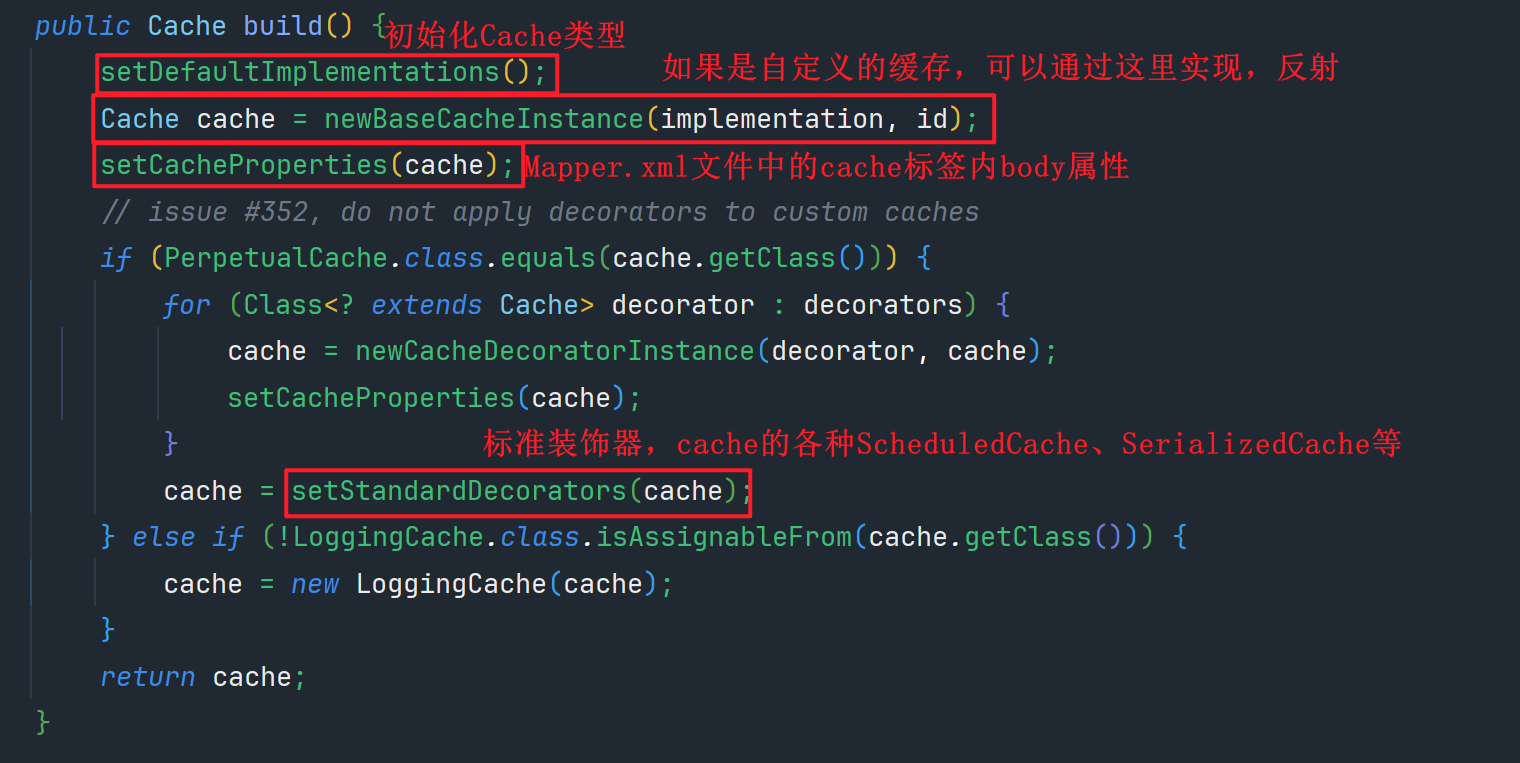 public Cache build() {初始化Cache类型
setDefaultImplementations(); 如果是自定义的缓存，可以通过这里实现，反射
Cache cache = newBaseCacheInstance(implementation, id);
setCacheProperties(cache); Mapper.xml文件中的cache标签内body属性
// issue #352, do not apply decorators to custom caches
if (PerpetualCache.class.equals(cache.getClass())) {
for (Class<? extends Cache> decorator : decorators) {
cache = newCacheDecoratorInstance(decorator, cache);
setCacheProperties(cache);
} 标准装饰器，cache的各种ScheduledCache、SerializedCache等
cache = setStandardDecorators(cache);
} else if (!LoggingCache.class.isAssignableFrom(cache.getClass())) {
cache = new LoggingCache(cache);
}
return cache;
}